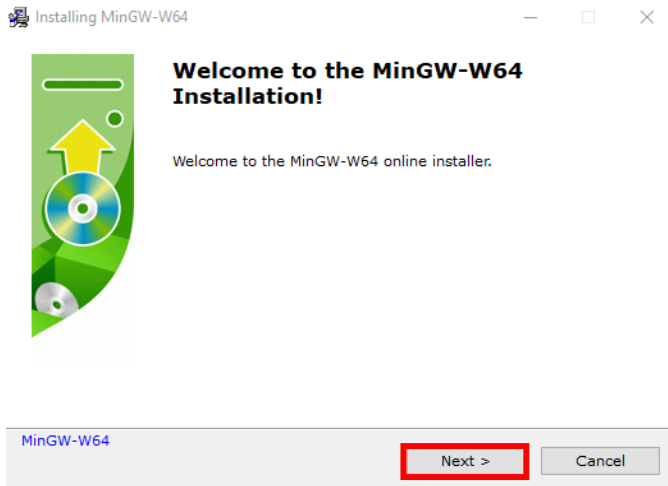 Installing MinGW-W64
Welcome to the MinGW-W64
Installation!
Welcome to the MinGW-W64 online installer.
MinGW-W64
Next >
Cancel